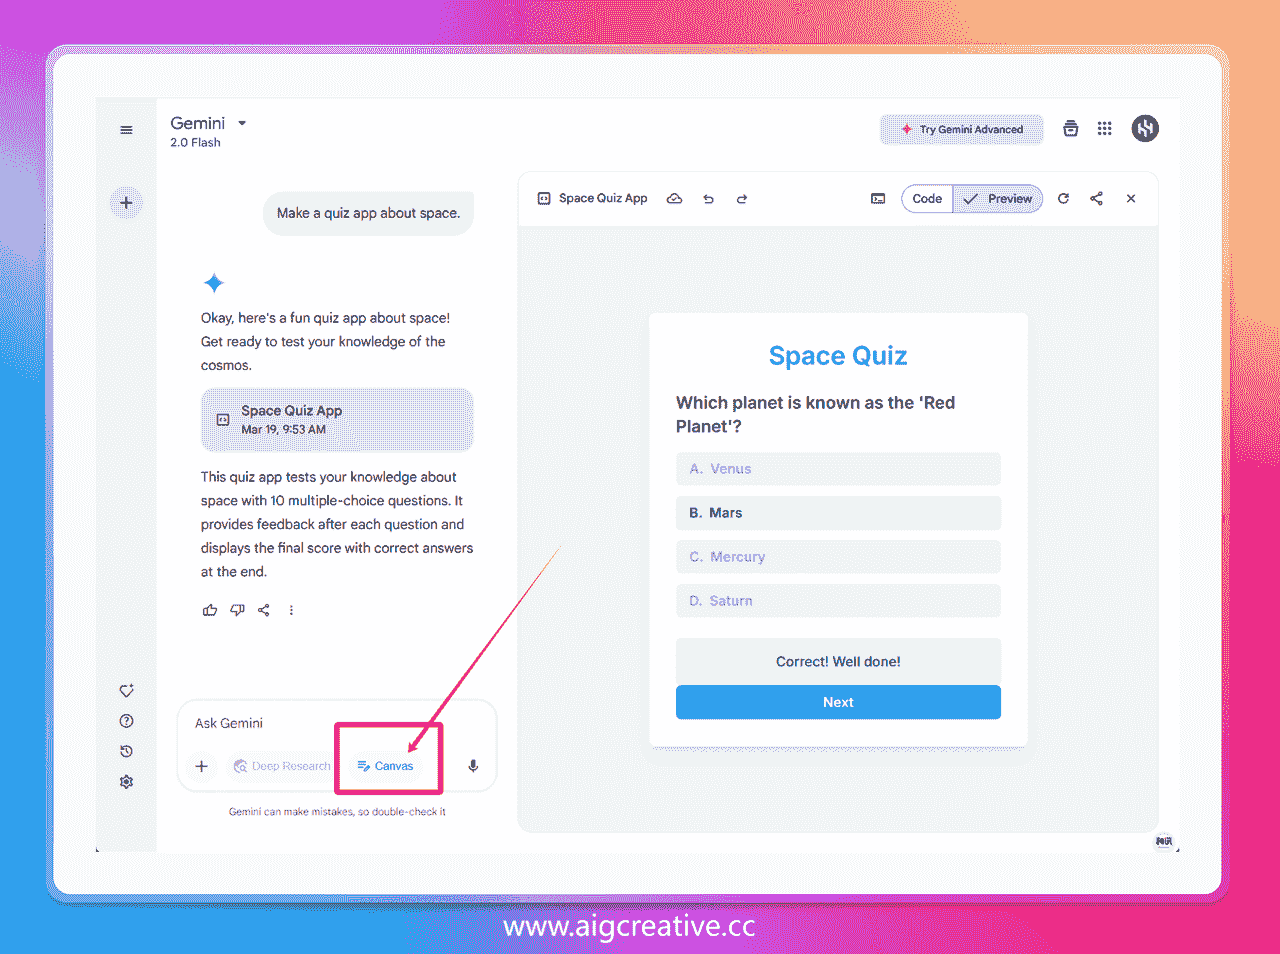 Gemini
2.0 Flash
Try Gemini Advanced
Make a quiz app about space.
Okay, here's a fun quiz app about space!
Get ready to test your knowledge of the
cosmos.
Space Quiz App
Mar 19, 9:53 AM
This quiz app tests your knowledge about
space with 10 multiple-choice questions. It
provides feedback after each question and
displays the final score with correct answers
at the end.
Ask Gemini
Deep Research
Canvas
Gemini can make mistakes, so double-check it
Space Quiz App
Code
Preview
Space Quiz
Which planet is known as the 'Red
Planet'?
A. Venus
B. Mars
C. Mercury
D. Saturn
Correct! Well done!
Next
www.aigcreative.cc